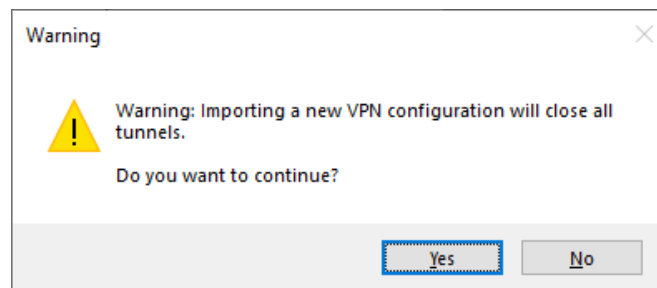 Warning
Warning: Importing a new VPN configuration will close all
tunnels.
Do you want to continue?
Yes
No